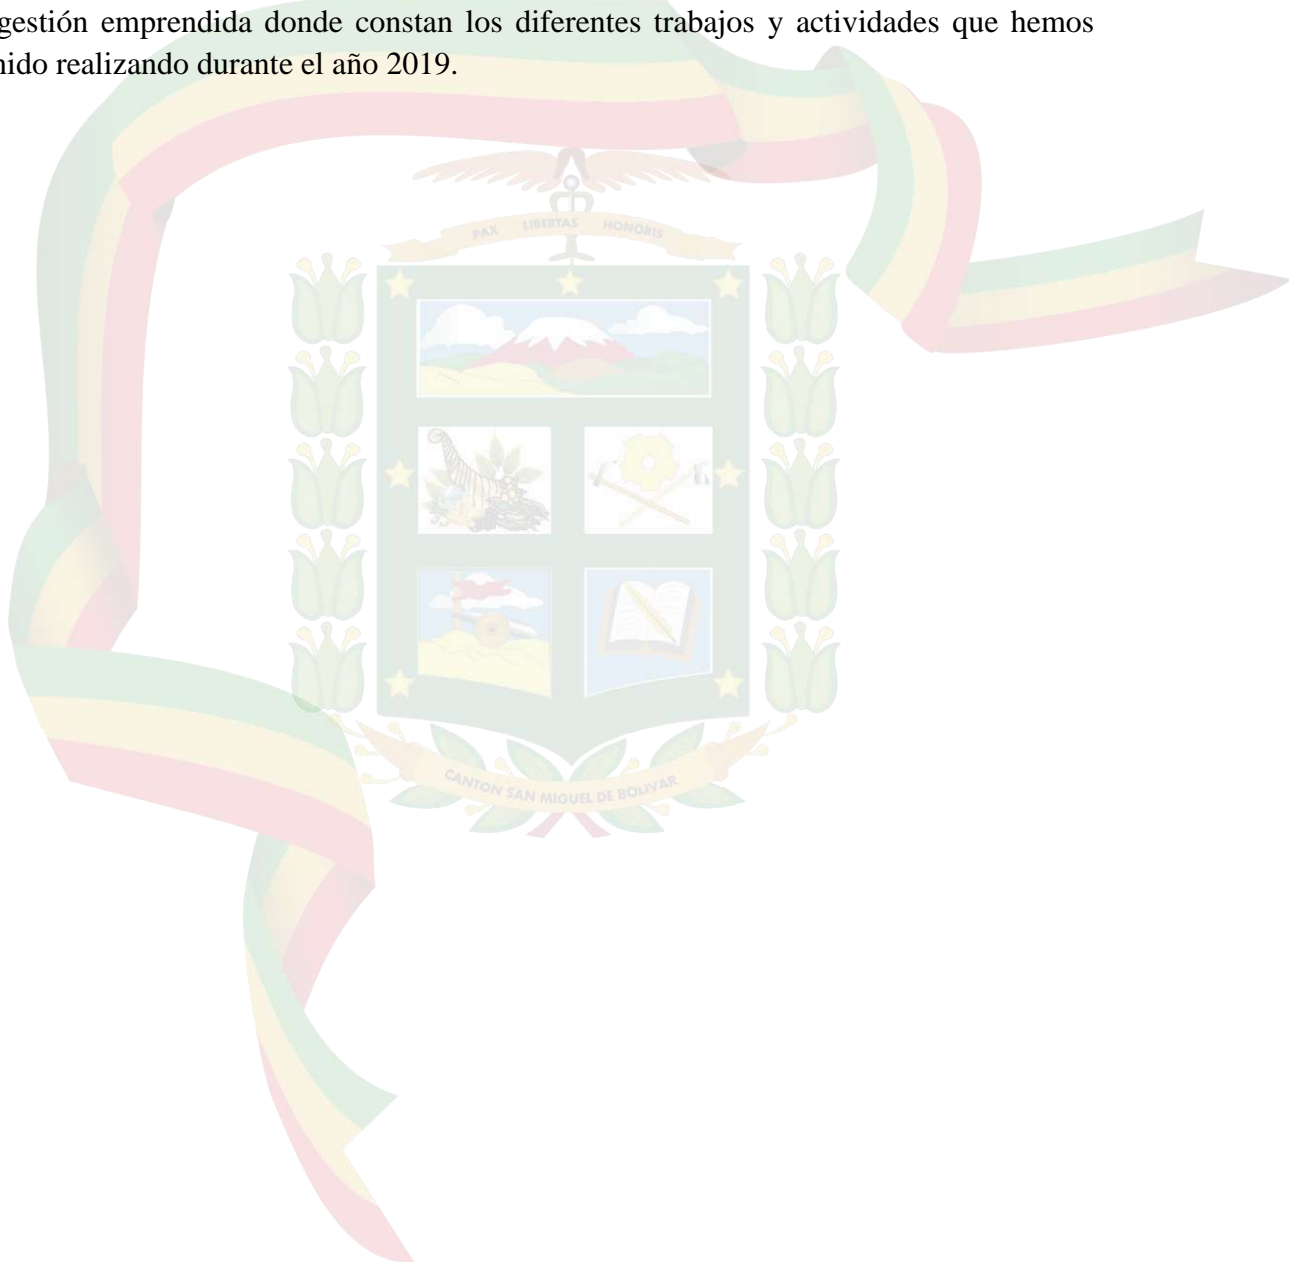 gestión emprendida donde constan los diferentes trabajos y actividades que hemos
nido realizando durante el año 2019.
PAX LIBERTAS HONORIS
CANTON SAN MIGUEL DE BOLIVAR